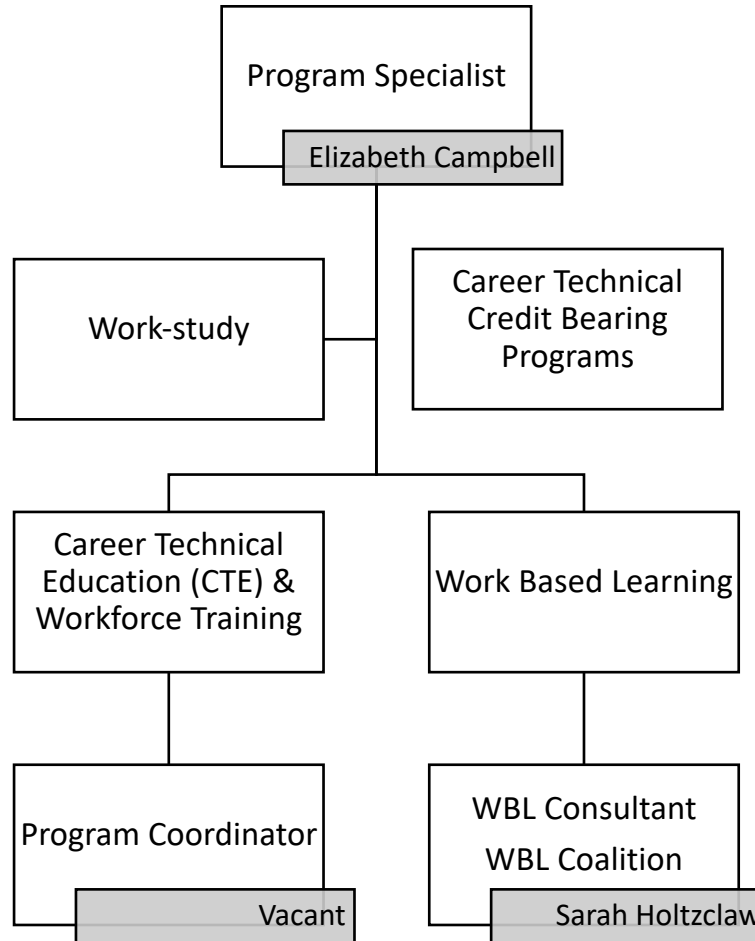 Program Specialist
Elizabeth Campbell
Work-study
Career Technical
Credit Bearing
Programs
Career Technical
Education (CTE) &
Workforce Training
Work Based Learning
Program Coordinator
Vacant
WBL Consultant
WBL Coalition
Sarah Holtzclaw